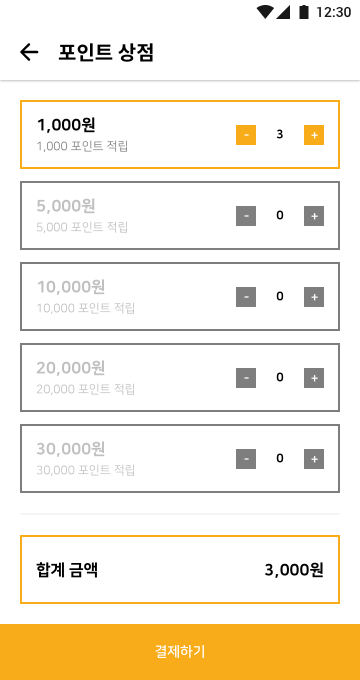 12:30
포인트 상점
1,000원
1,000 포인트 적립
- 3 +
5,000원
5,000 포인트 적립
- 0 +
10,000원
10,000 포인트 적립
- 0 +
20,000원
20,000 포인트 적립
- 0 +
30,000원
30,000 포인트 적립
- 0 +
합계 금액 3,000원
결제하기